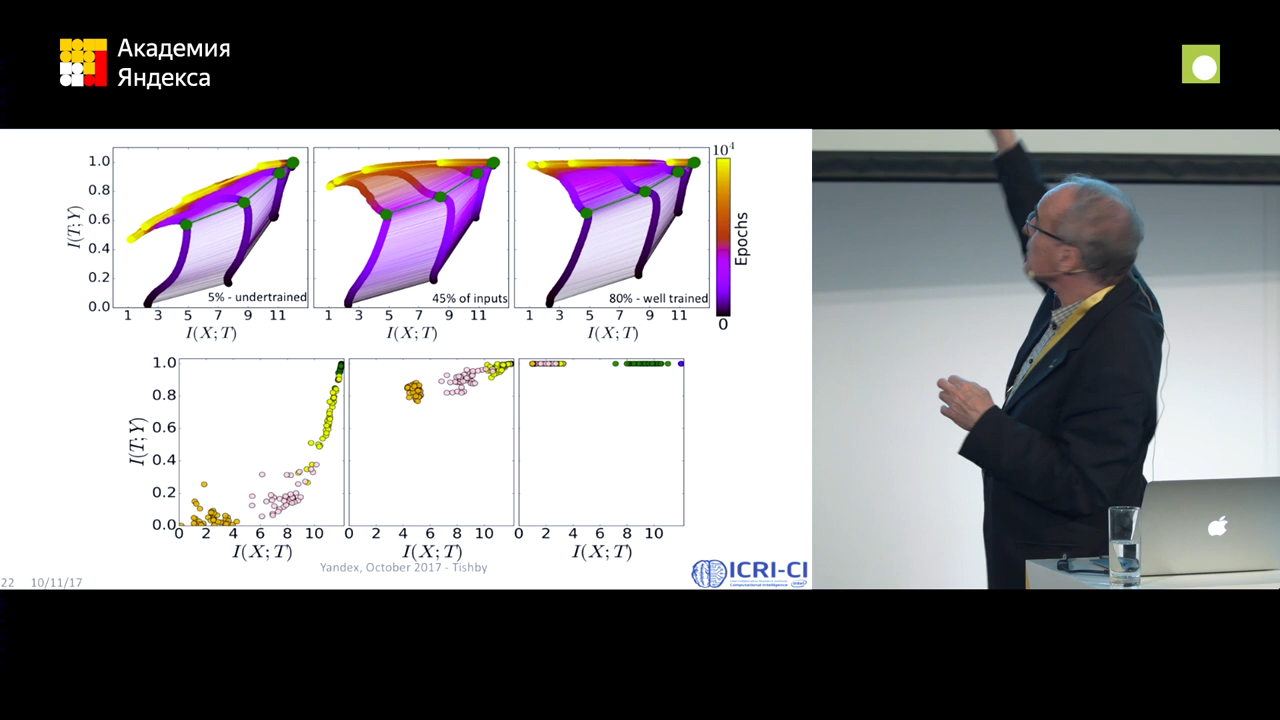 Академия
Яндекса
I(T;Y)
1.0
0.8
0.6
0.4
0.2
0.0
5% - undertrained
45% of inputs
80% - well trained
1 3 5 7 9 11
1 3 5 7 9 11
1 3 5 7 9 11
I(X;T)
I(X;T)
I(X;T)
10⁴
Epochs
0
I(T;Y)
1.0
0.8
0.6
0.4
0.2
0.0
0 2 4 6 8 10
0 2 4 6 8 10
0 2 4 6 8 10
I(X;T)
I(X;T)
I(X;T)
22 10/11/17
Yandex, October 2017 - Tishby
ICRI-CI